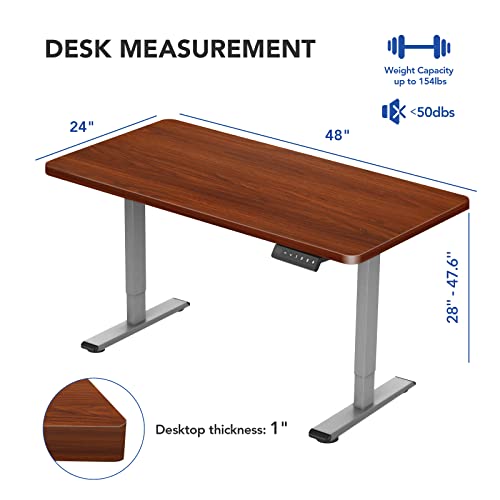 DESK MEASUREMENT
Weight Capacity
up to 154lbs
<50dbs
24"
48"
28" - 47.6"
Desktop thickness: 1"